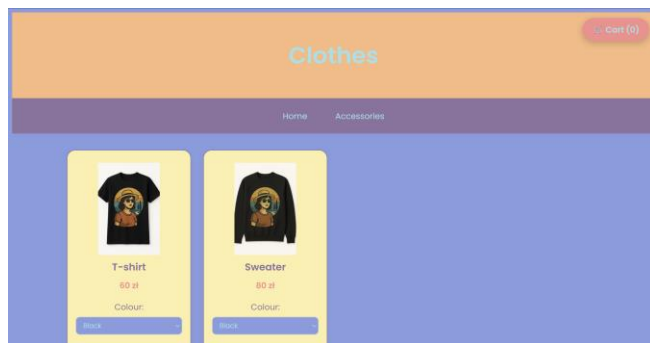 Cart (0)
Clothes
Home Accessories
T-shirt Sweater
60 zł 80 zł
Colour: Colour:
Black Black